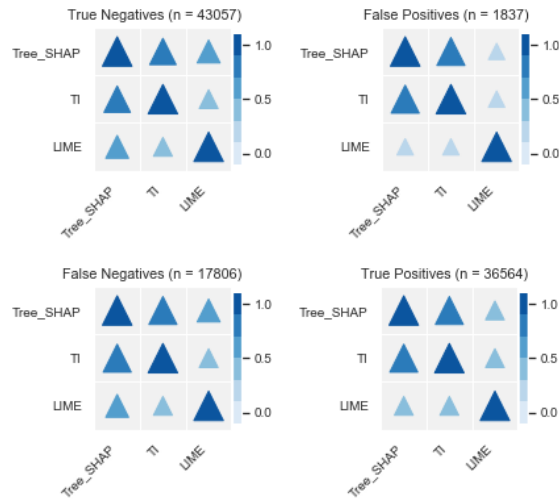 True Negatives (n = 43057)
Tree_SHAP
TI
LIME
Tree_SHAP
TI
LIME
1.0
0.5
0.0
False Positives (n = 1837)
Tree_SHAP
TI
LIME
Tree_SHAP
TI
LIME
1.0
0.5
0.0
False Negatives (n = 17806)
Tree_SHAP
TI
LIME
Tree_SHAP
TI
LIME
1.0
0.5
0.0
True Positives (n = 36564)
Tree_SHAP
TI
LIME
Tree_SHAP
TI
LIME
1.0
0.5
0.0